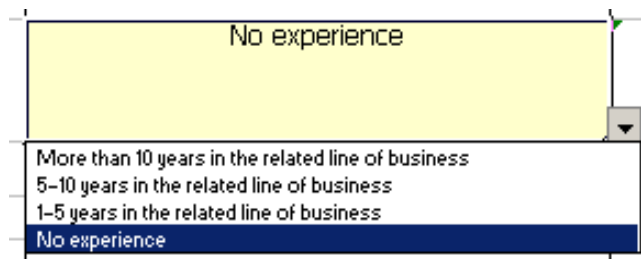 No experience
More than 10 years in the related line of business
5-10 years in the related line of business
1-5 years in the related line of business
No experience